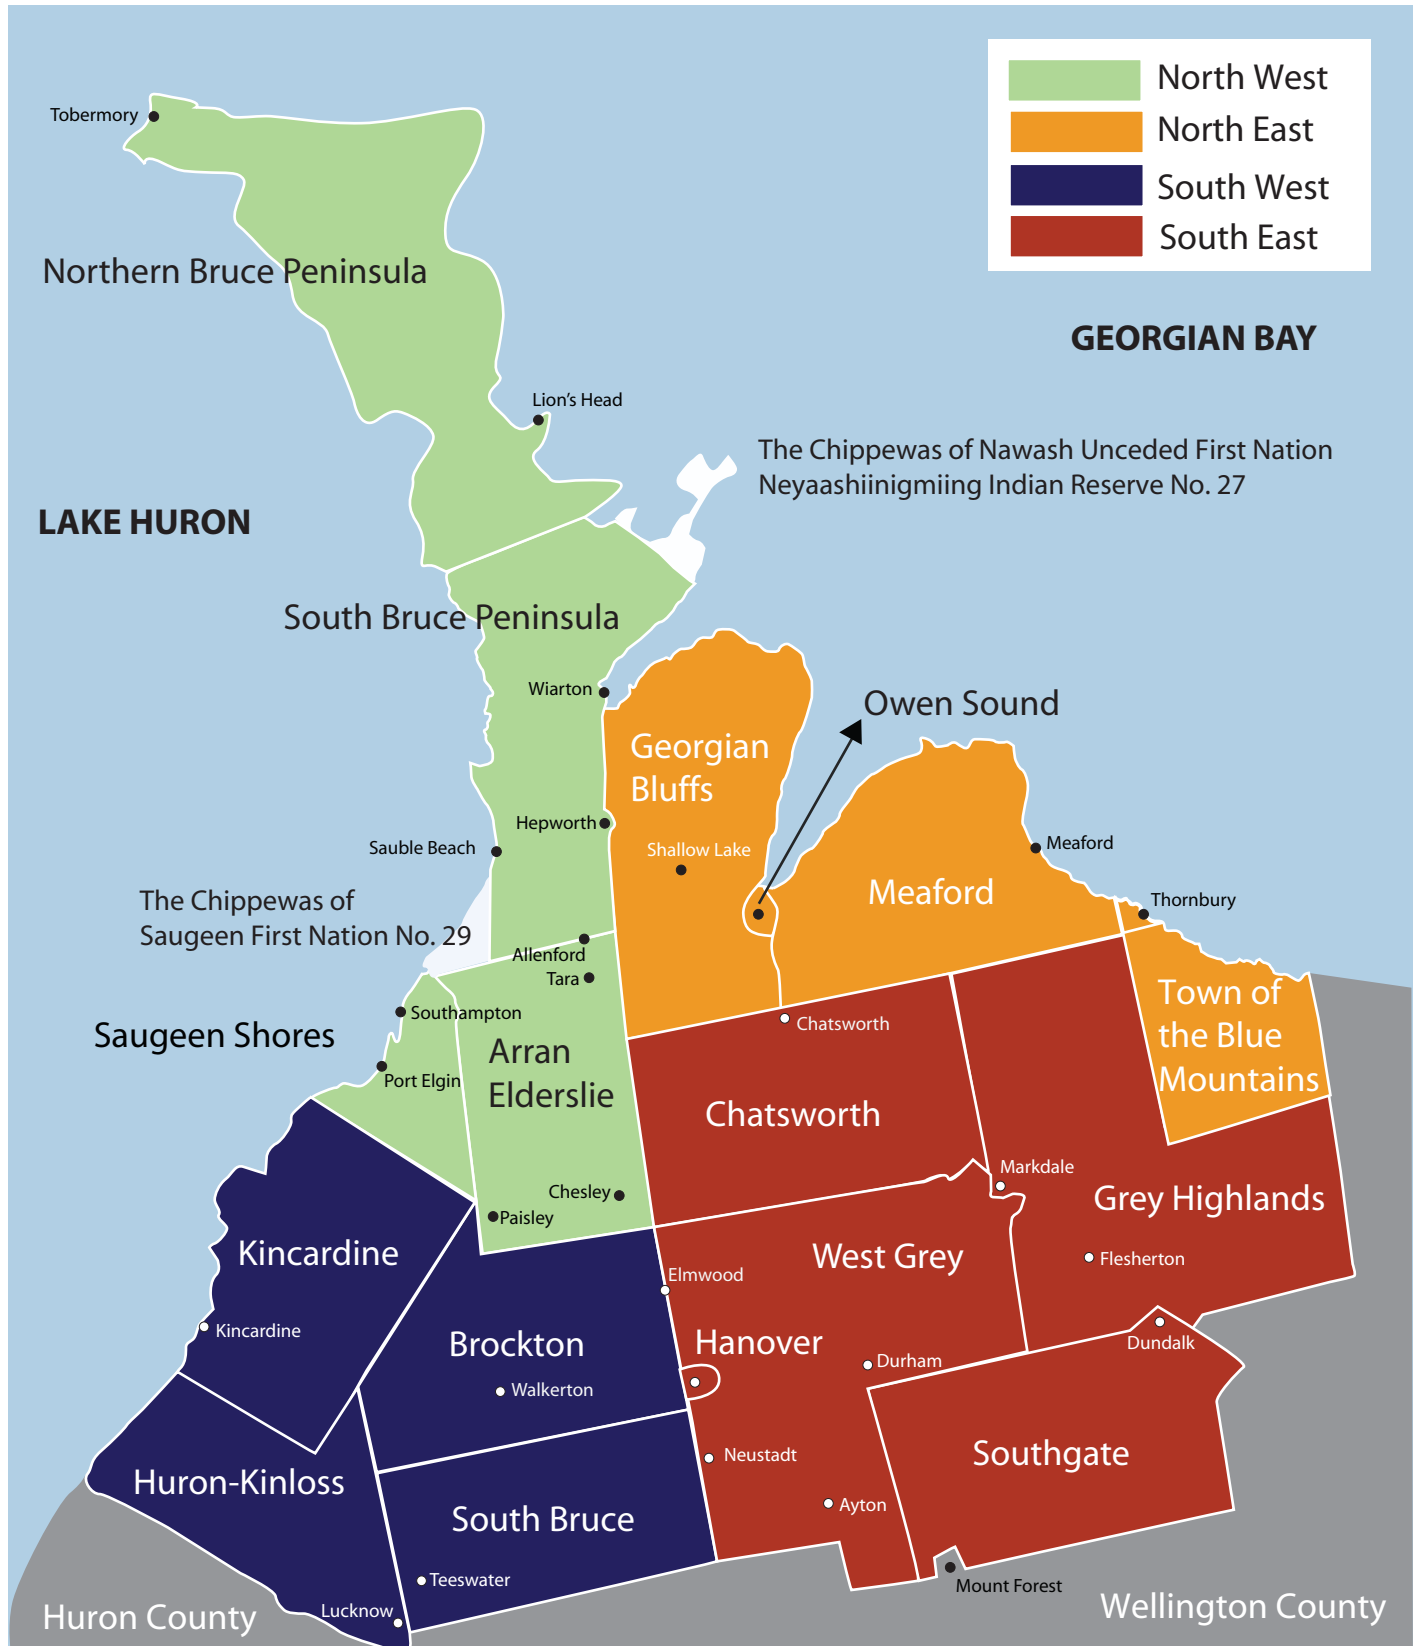 North West
North East
South West
South East
Tobermory
Northern Bruce Peninsula
GEORGIAN BAY
Lion's Head
The Chippewas of Nawash Unceded First Nation
Neyaashiinigmiing Indian Reserve No. 27
LAKE HURON
South Bruce Peninsula
Wiarton
Owen Sound
Georgian
Bluffs
Hepworth
Sauble Beach
Shallow Lake
Meaford
Meaford
Thornbury
The Chippewas of
Saugeen First Nation No. 29
Allenford
Tara
Southampton
Saugeen Shores
Town of
the Blue
Mountains
Chatsworth
Arran
Elderslie
Port Elgin
Chatsworth
Markdale
Chesley
Paisley
Grey Highlands
Kincardine
West Grey
Flesherton
Elmwood
Kincardine
Brockton
Hanover
Durham
Dundalk
Walkerton
Neustadt
Southgate
Huron-Kinloss
Ayton
South Bruce
Teeswater
Mount Forest
Lucknow
Huron County
Wellington County